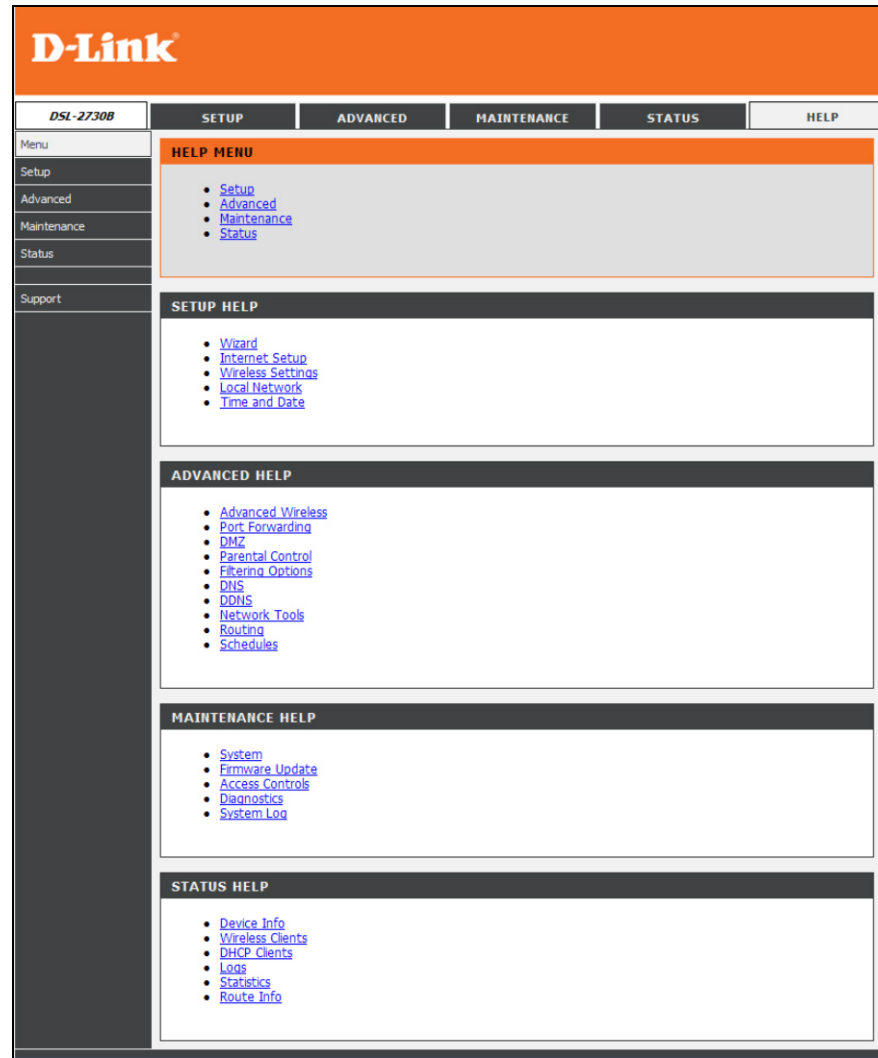 D-Link
DSL-2730B
SETUP
ADVANCED
MAINTENANCE
STATUS
HELP
Menu
Setup
Advanced
Maintenance
Status
Support
HELP MENU
Setup
Advanced
Maintenance
Status
SETUP HELP
Wizard
Internet Setup
Wireless Settings
Local Network
Time and Date
ADVANCED HELP
Advanced Wireless
Port Forwarding
DMZ
Parental Control
Filtering Options
DNS
DDNS
Network Tools
Routing
Schedules
MAINTENANCE HELP
System
Firmware Update
Access Controls
Diagnostics
System Log
STATUS HELP
Device Info
Wireless Clients
DHCP Clients
Logs
Statistics
Route Info